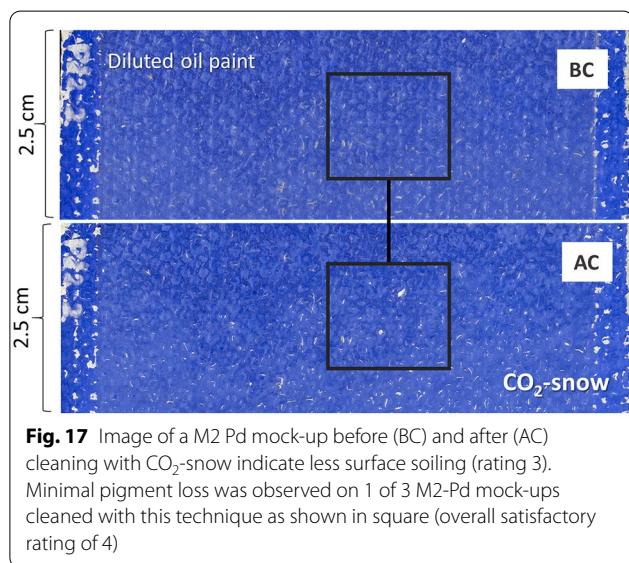 Diluted oil paint
BC
2.5 cm
AC
2.5 cm
CO₂-snow
Fig. 17 Image of a M2 Pd mock-up before (BC) and after (AC)
cleaning with CO₂-snow indicate less surface soiling (rating 3).
Minimal pigment loss was observed on 1 of 3 M2-Pd mock-ups
cleaned with this technique as shown in square (overall satisfactory
rating of 4)